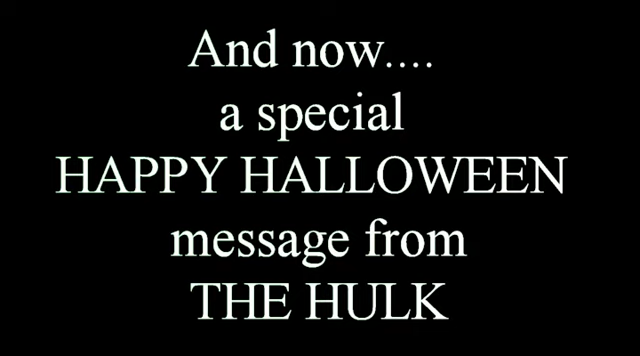 And now....
a special
HAPPY HALLOWEEN
message from
THE HULK